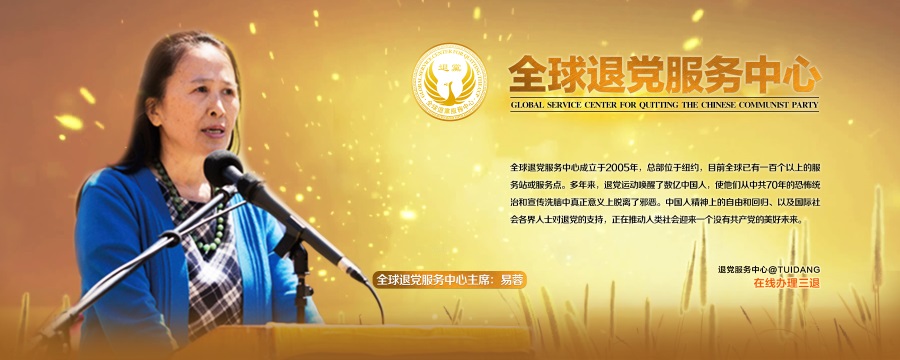 退党
全球退党服务中心
全球退党服务中心
GLOBAL SERVICE CENTER FOR QUITTING THE CHINESE COMMUNIST PARTY
全球退党服务中心成立于2005年，总部位于纽约，目前全球已有一百个以上的服
务站或服务点。多年来，退党运动唤醒了数亿中国人，使他们从中共70年的恐怖统
治和宣传洗脑中真正意义上脱离了邪恶。中国人精神上的自由和回归、以及国际社
会各界人士对退党的支持，正在推动人类社会迎来一个没有共产党的美好未来。
退党服务中心@TUIDANG
在线办理三退
全球退党服务中心主席：易蓉